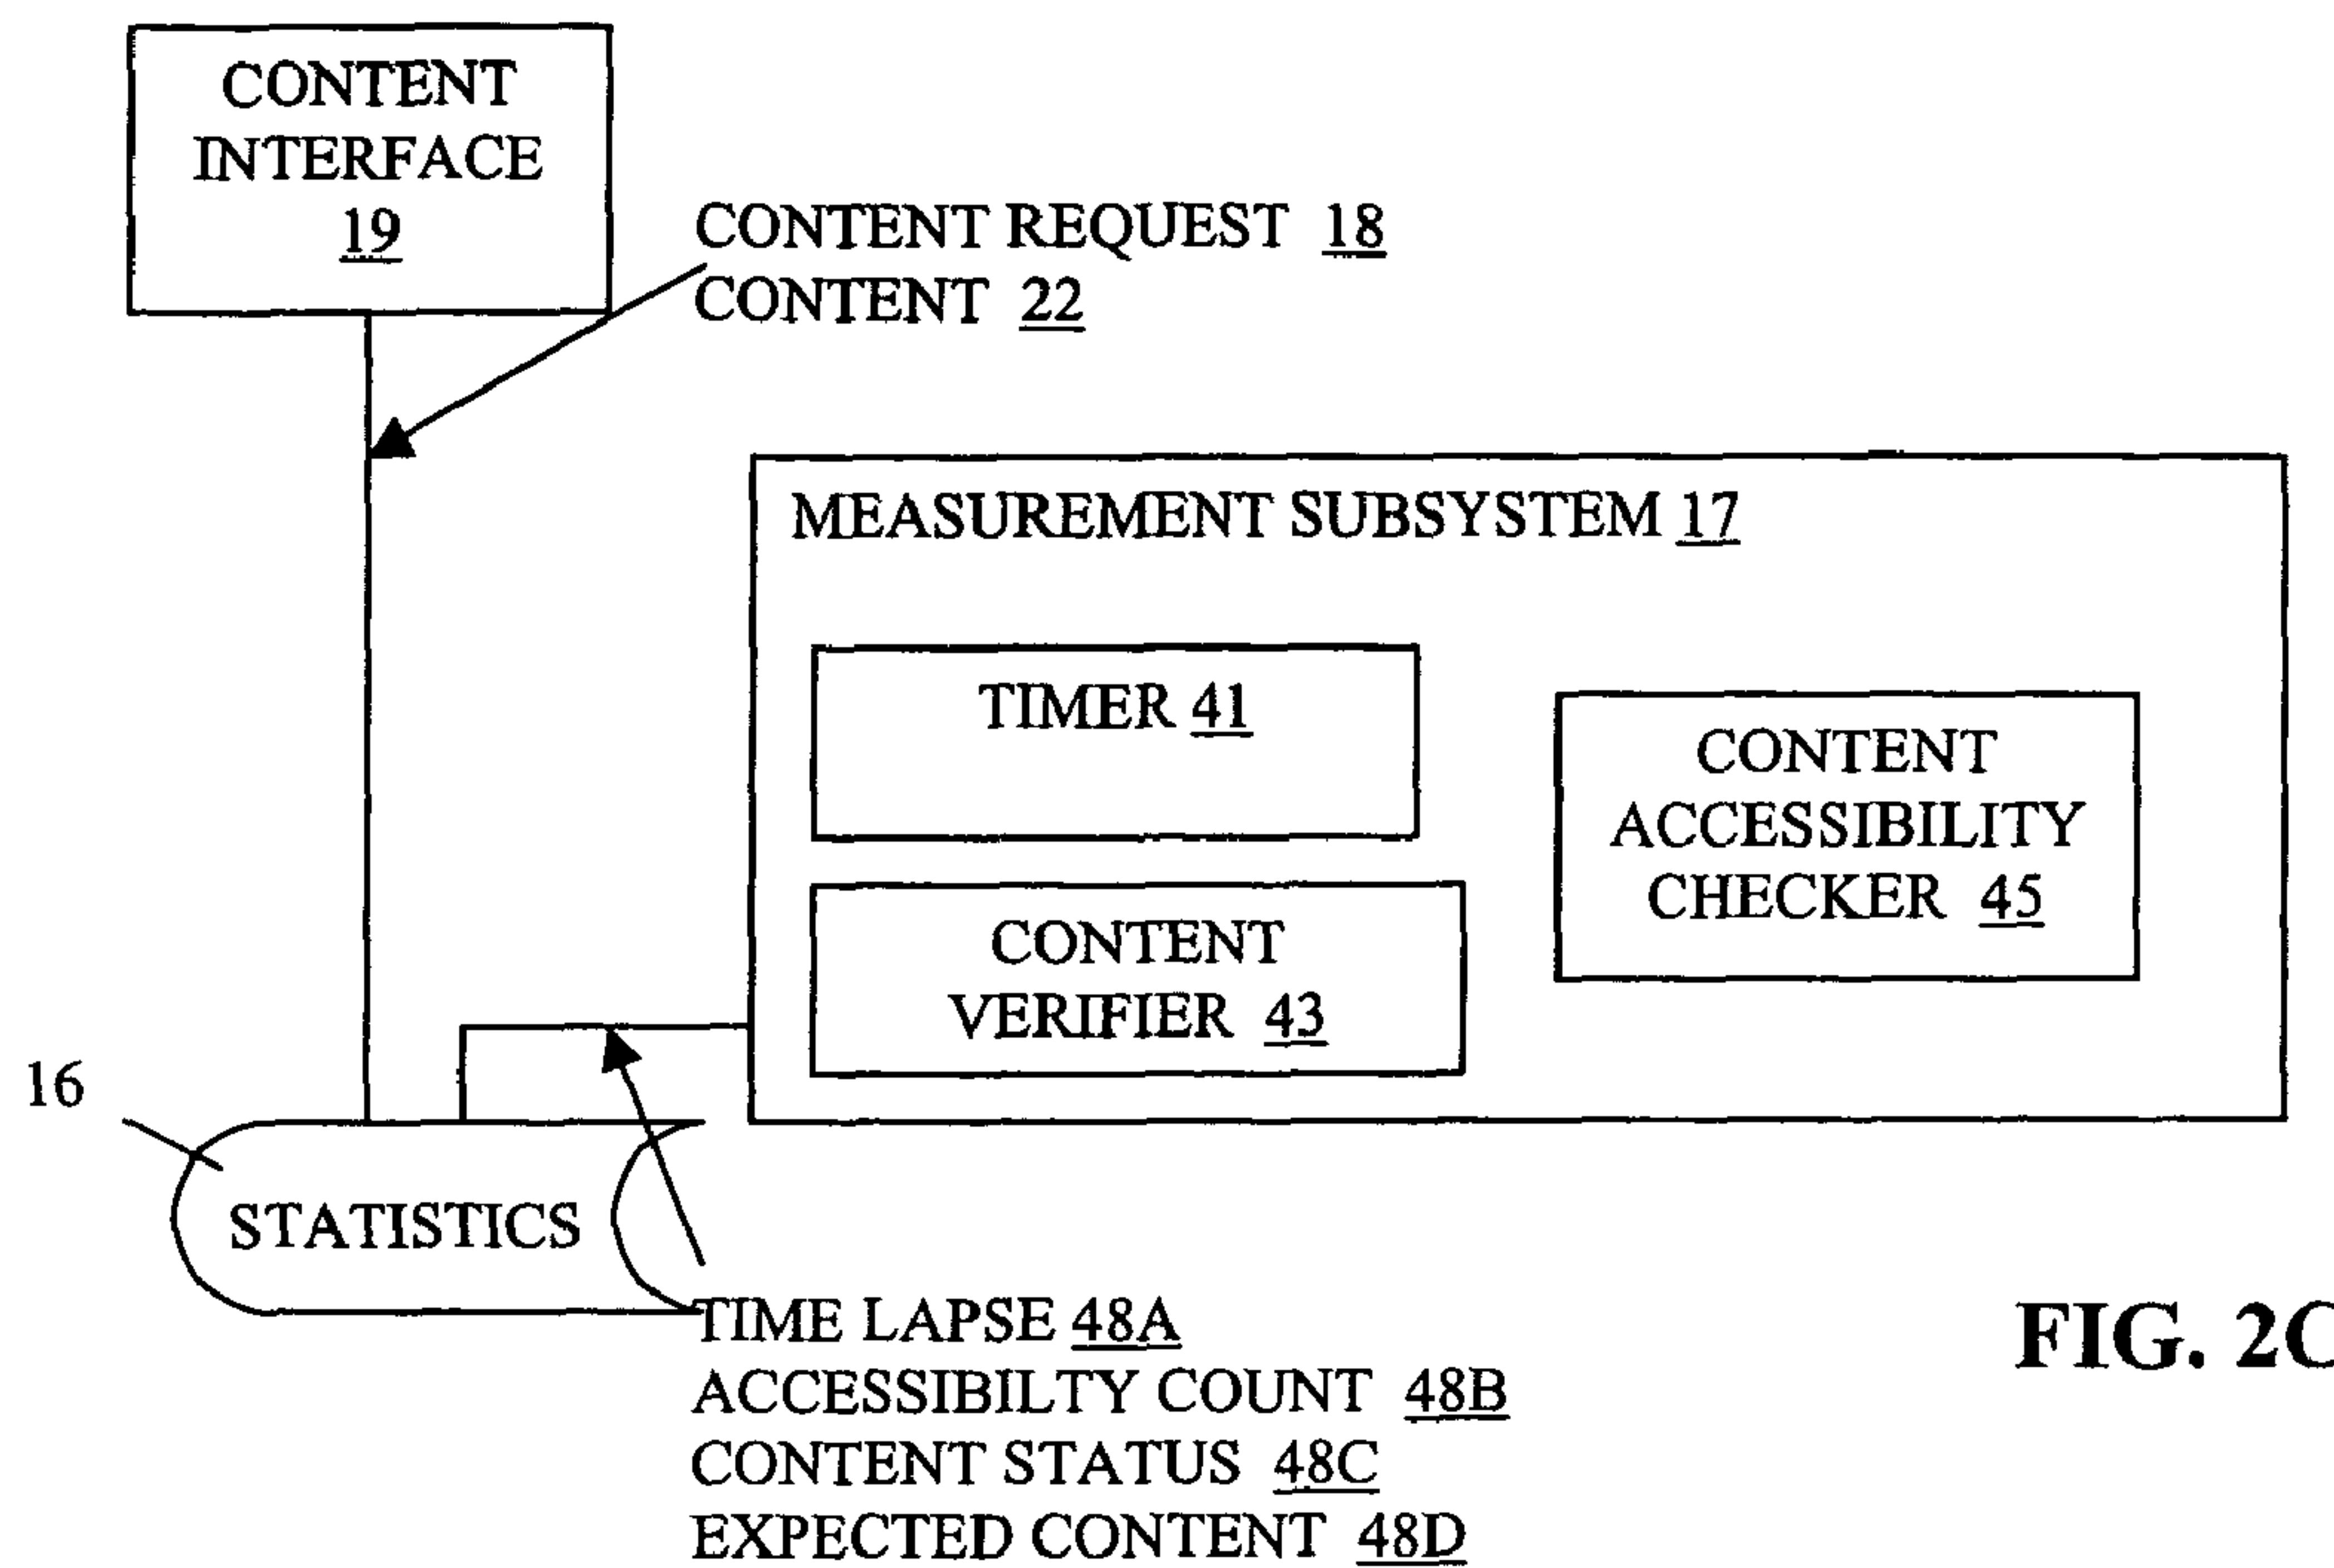 CONTENT
INTERFACE
19
CONTENT REQUEST 18
CONTENT 22
MEASUREMENT SUBSYSTEM 17
TIMER 41
CONTENT
ACCESSIBILITY
CHECKER 45
CONTENT
VERIFIER 43
16
STATISTICS
TIME LAPSE 48A
ACCESSIBILTY COUNT 48B
CONTENT STATUS 48C
EXPECTED CONTENT 48D
FIG. 2C